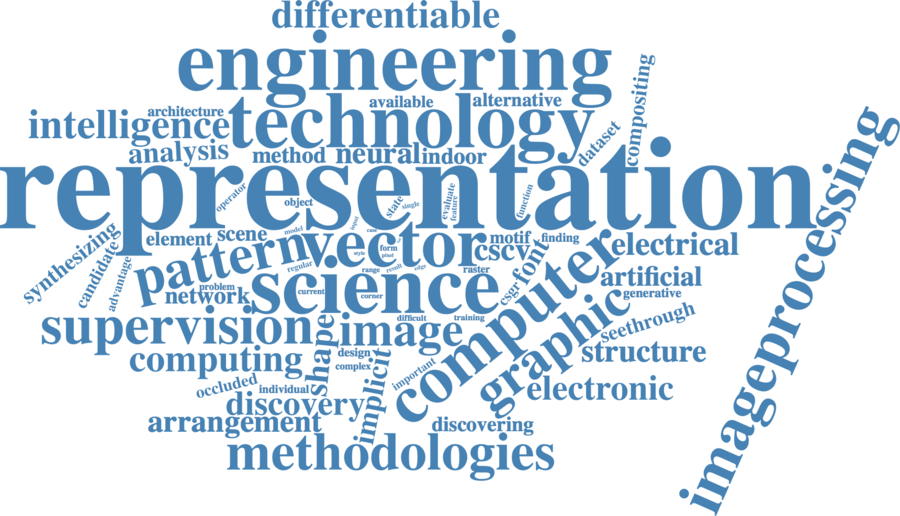 differentiable
engineering
compositing
architecture
available
alternative
intelligence
technology
dataset
analysis
method
neural
indoor
representation
imageprocessing
operator
object
state
single
evaluate
feature
function
synthesizing
candidate
advantage
element
scene
model
input
case
form
pixel
style
vector
cscv
motif
finding
electrical
pattern
regular
range
result
edge
raster
font
artificial
problem
network
current
corner
science
csgr
computer
generative
supervision
shape
image
difficult
training
graphic
seethrough
computing
design
complex
structure
occluded
individual
implicit
important
electronic
discovery
arrangement
discovering
methodologies